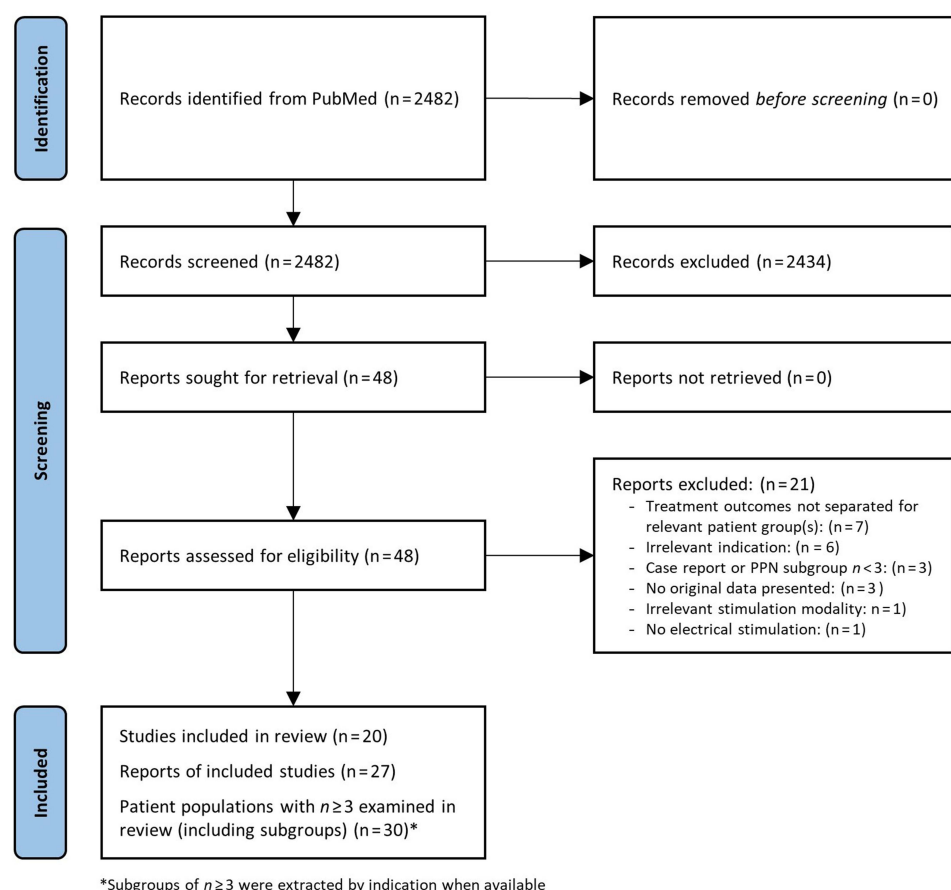 Identification
Records identified from PubMed (n=2482)
Records removed before screening (n=0)
Screening
Records screened (n=2482)
Records excluded (n=2434)
Reports sought for retrieval (n=48)
Reports not retrieved (n=0)
Reports assessed for eligibility (n=48)
Reports excluded: (n=21)
- Treatment outcomes not separated for
relevant patient group(s): (n=7)
- Irrelevant indication: (n = 6)
- Case report or PPN subgroup n<3: (n=3)
- No original data presented: (n=3 )
- Irrelevant stimulation modality: n=1)
- No electrical stimulation: (n=1)
Included
Studies included in review (n=20)
Reports of included studies (n=27)
Patient populations with n≥3 examined in
review (including subgroups) (n=30)*
*Subgroups of n≥3 were extracted by indication when available